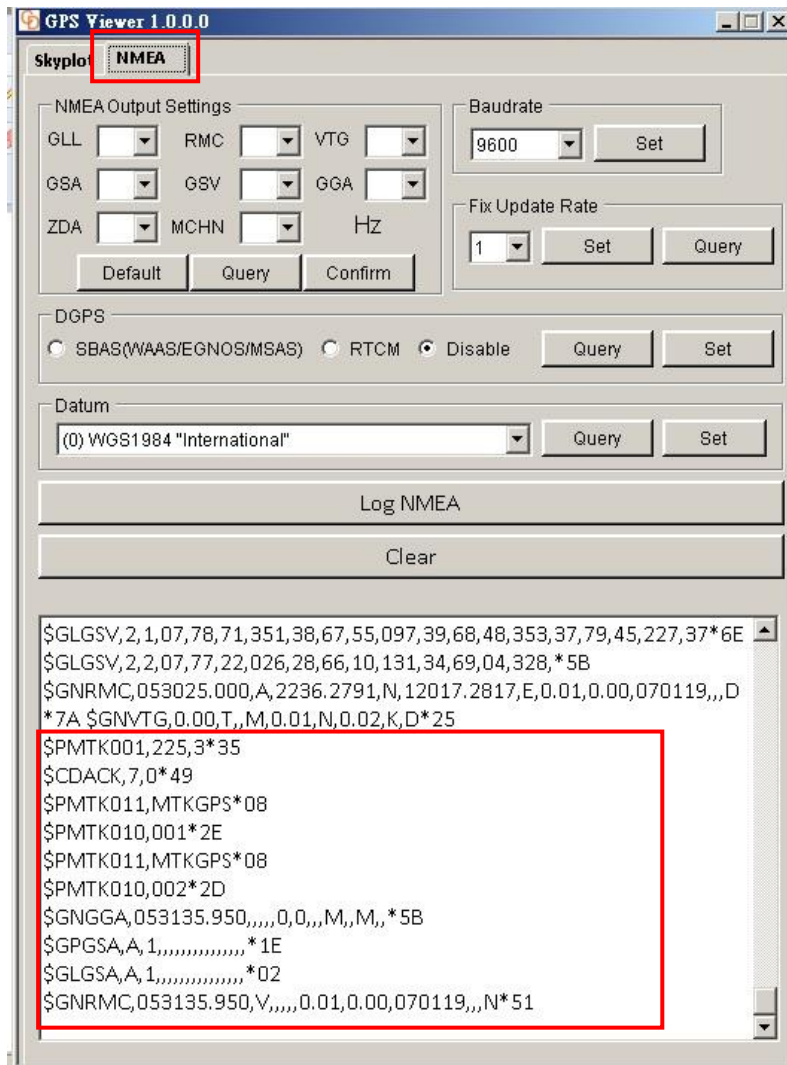 GPS Viewer 1.0.0.0
Skyplot NMEA
NMEA Output Settings
GLL RMC VTG
GSA GSV GGA
ZDA MCHN Hz
Default Query Confirm
Baudrate
9600 Set
Fix Update Rate
1 Set Query
DGPS
SBAS(WAAS/EGNOS/MSAS) RTCM Disable Query Set
Datum
(0) WGS1984 "International" Query Set
Log NMEA
Clear
$GLGSV,2,1,07,78,71,351,38,67,55,097,39,68,48,353,37,79,45,227,37*6E
$GLGSV,2,2,07,77,22,026,28,66,10,131,34,69,04,328,*5B
$GNRMC,053025.000,A,2236.2791,N,12017.2817,E,0.01,0.00,070119,,,D
*7A $GNVTG,0.00,T,,M,0.01,N,0.02,K,D*25
$PMTK001,225,3*35
$CDACK,7,0*49
$PMTK011,MTKGPS*08
$PMTK010,001*2E
$PMTK011,MTKGPS*08
$PMTK010,002*2D
$GNGGA,053135.950,,,,,0,0,,,M,,M,,*5B
$GPGSA,A,1,,,,,,,,,,,,,,,*1E
$GLGSA,A,1,,,,,,,,,,,,,,,*02
$GNRMC,053135.950,V,,,,,0.01,0.00,070119,,,N*51